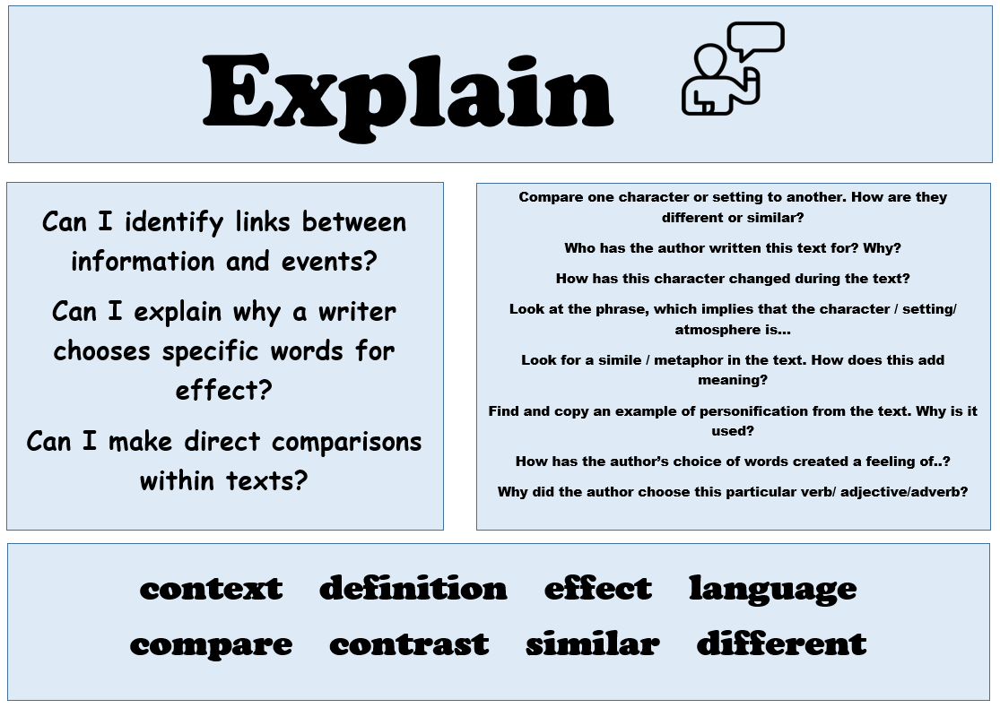 Explain
Can I identify links between
information and events?
Can I explain why a writer
chooses specific words for
effect?
Can I make direct comparisons
within texts?
Compare one character or setting to another. How are they
different or similar?
Who has the author written this text for? Why?
How has this character changed during the text?
Look at the phrase, which implies that the character / setting/
atmosphere is…
Look for a simile / metaphor in the text. How does this add
meaning?
Find and copy an example of personification from the text. Why is it
used?
How has the author’s choice of words created a feeling of..?
Why did the author choose this particular verb/ adjective/adverb?
context definition effect language
compare contrast similar different